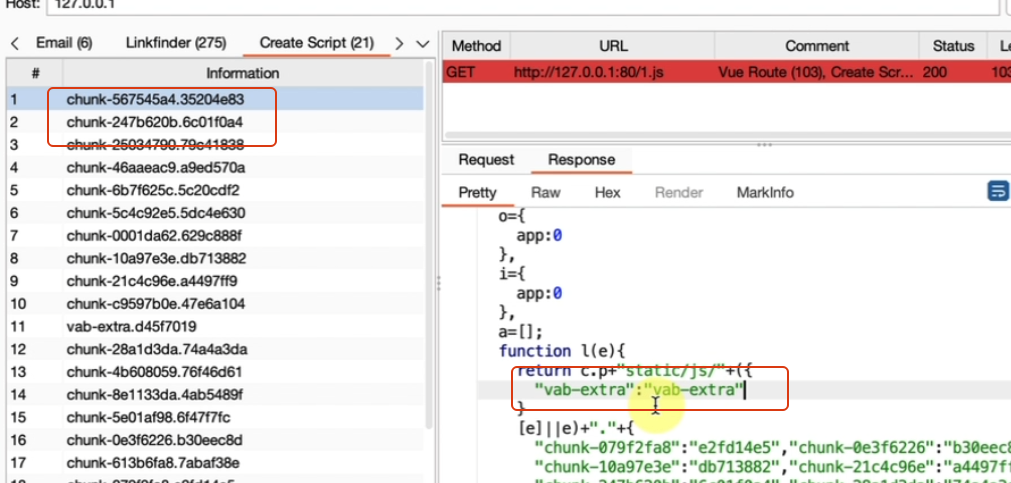 Host: 127.0.0.1
Email (6) Linkfinder (275) Create Script (21)
# Information
1 chunk-567545a4.35204e83
2 chunk-247b620b.6c01f0a4
3 chunk-25034790.79c41838
4 chunk-46aaeac9.a9ed570a
5 chunk-6b7f625c.5c20cdf2
6 chunk-5c4c92e5.5dc4e630
7 chunk-0001da62.629c888f
8 chunk-10a97e3e.db713882
9 chunk-21c4c96e.a4497ff9
10 chunk-c9597b0e.47e6a104
11 vab-extra.d45f7019
12 chunk-28a1d3da.74a4a3da
13 chunk-4b608059.76f46d61
14 chunk-8e1133da.4ab5489f
15 chunk-5e01af98.6f47f7fc
16 chunk-0e3f6226.b30eec8d
17 chunk-613b6fa8.7abaf38e
Method URL Comment Status
GET http://127.0.0.1:80/1.js Vue Route (103), Create Scr... 200 103
Request Response
Pretty Raw Hex Render MarkInfo
o={
app:0
},
i={
app:0
},
a=[];
function l(e){
return c.p+"static/js/"+({
"vab-extra":"vab-extra"
}
[e]||e)+"."+{
"chunk-079f2fa8":"e2fd14e5","chunk-0e3f6226":"b30eec8
"chunk-10a97e3e":"db713882","chunk-21c4c96e":"a4497ff